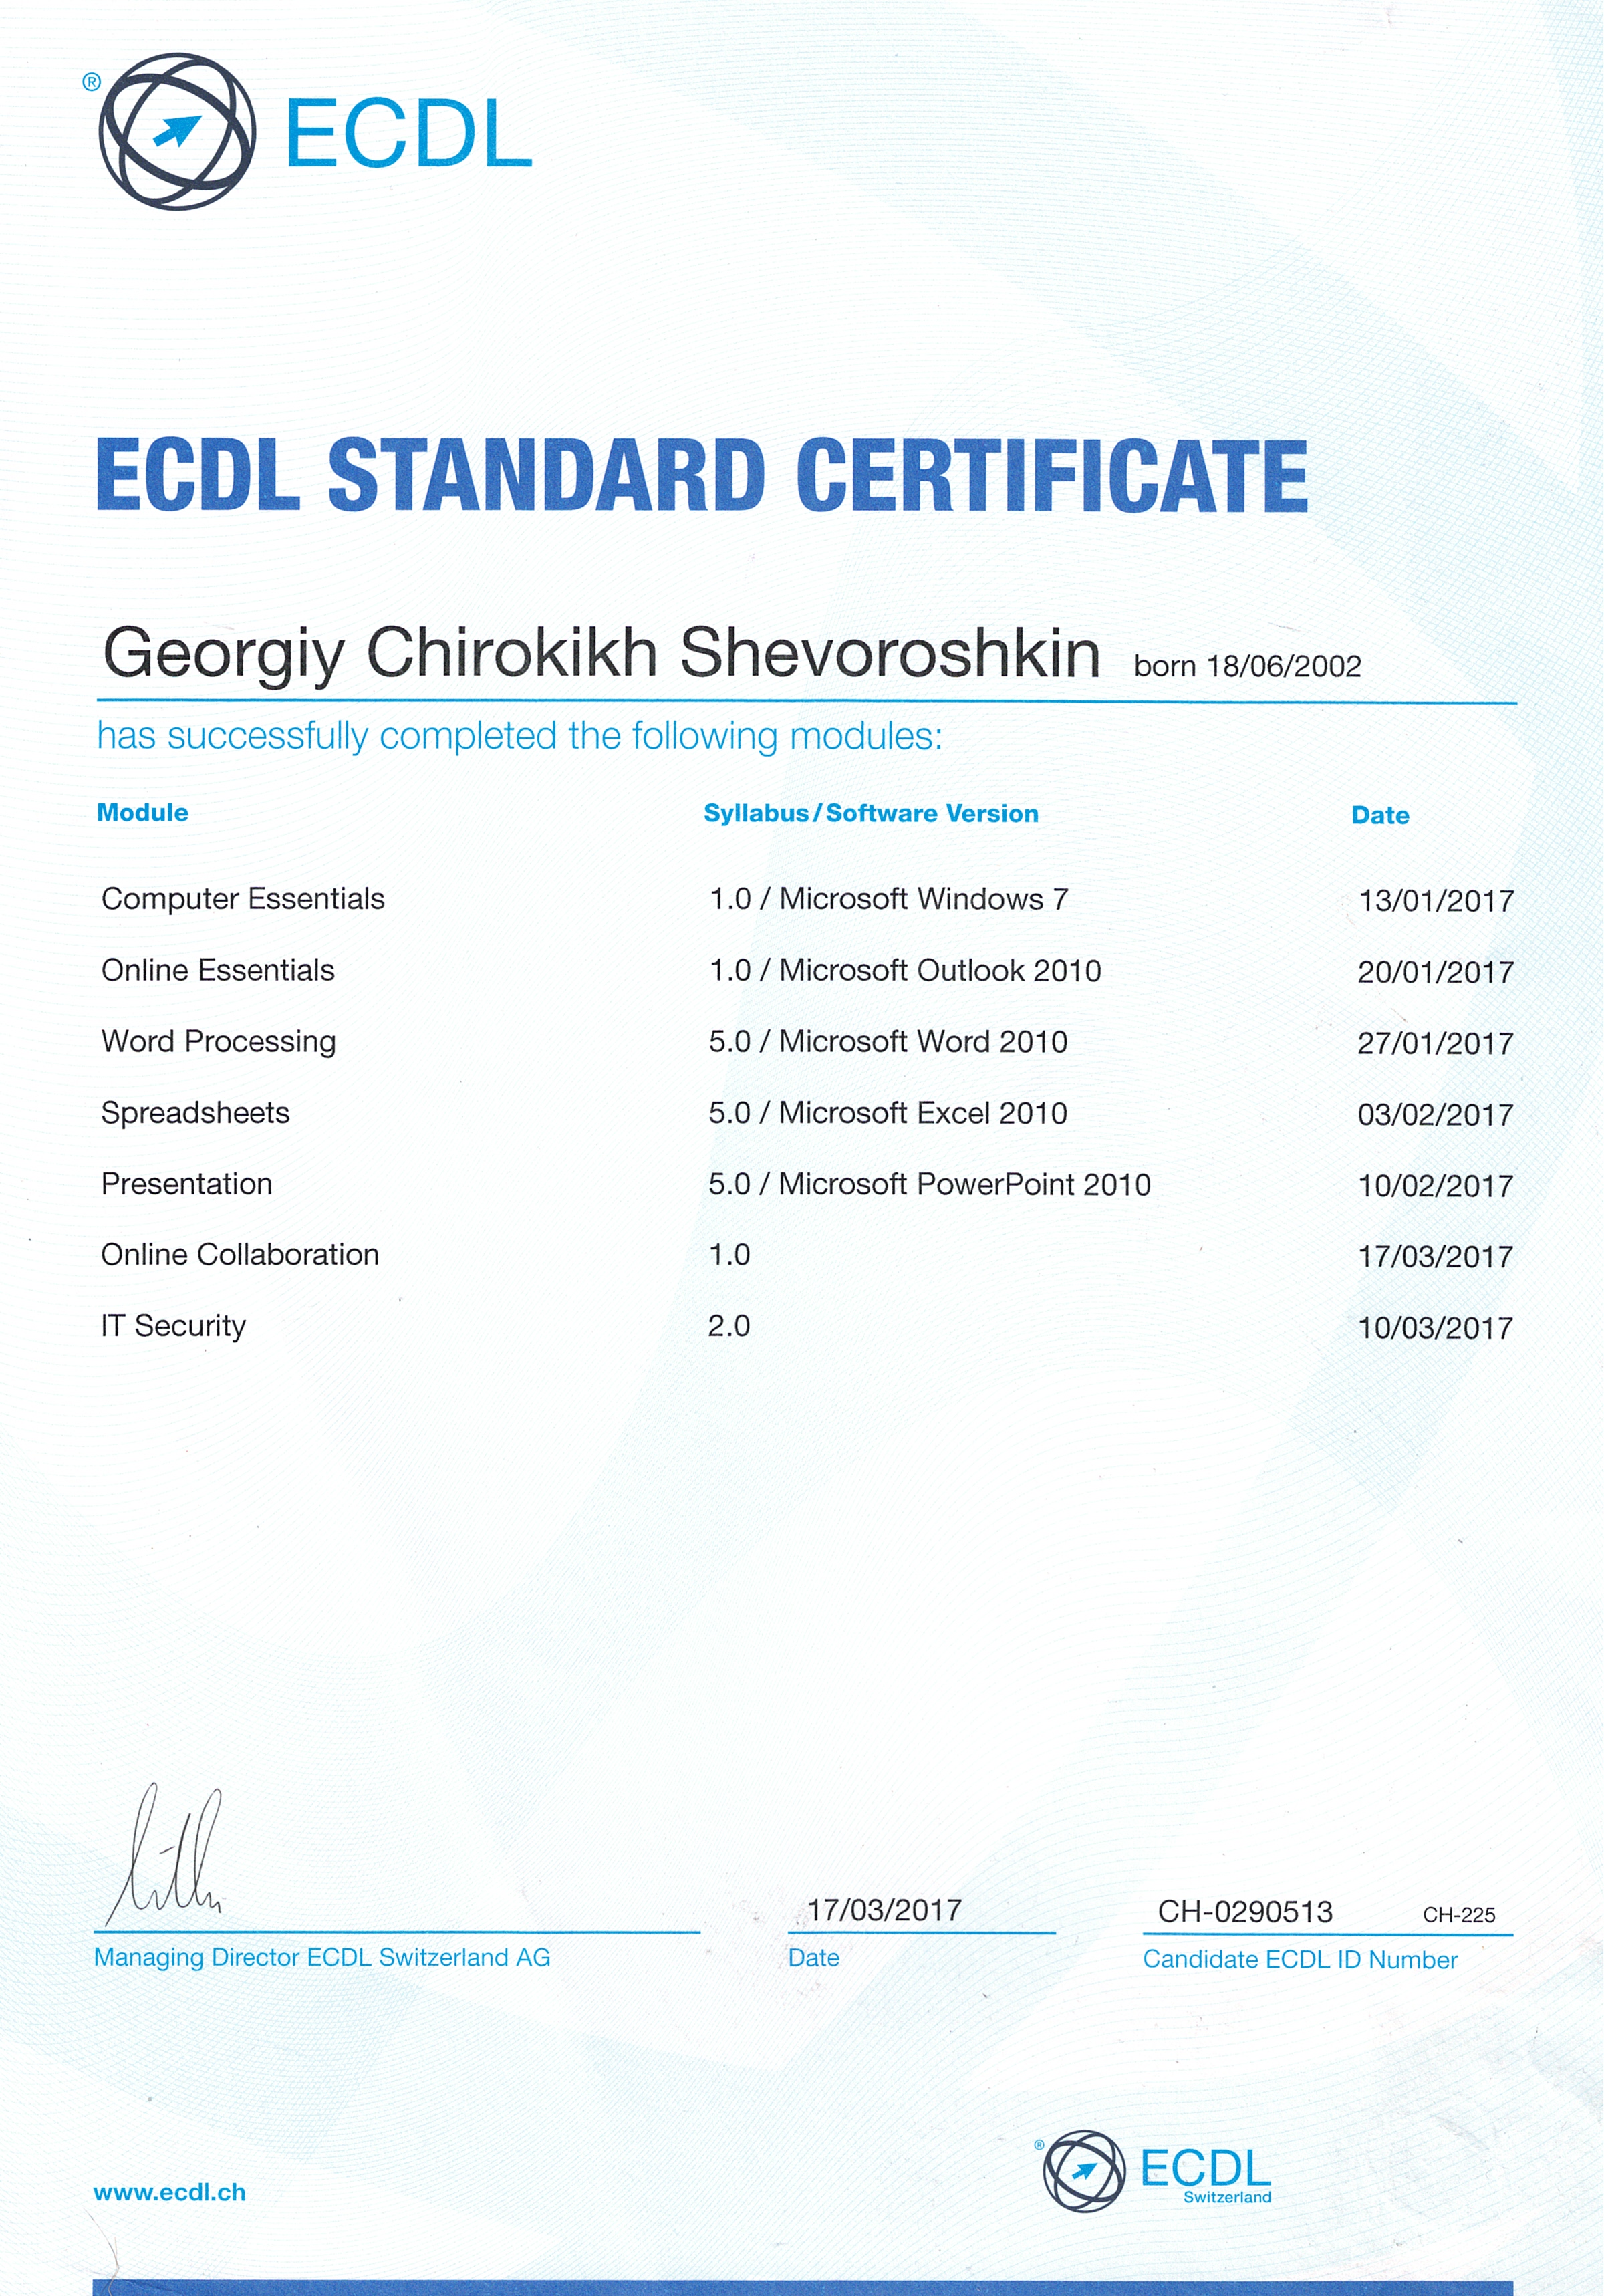 ® ECDL
ECDL STANDARD CERTIFICATE
Georgiy Chirokikh Shevoroshkin born 18/06/2002
has successfully completed the following modules:
Module Syllabus/Software Version Date
Computer Essentials 1.0 / Microsoft Windows 7 13/01/2017
Online Essentials 1.0 / Microsoft Outlook 2010 20/01/2017
Word Processing 5.0 / Microsoft Word 2010 27/01/2017
Spreadsheets 5.0 / Microsoft Excel 2010 03/02/2017
Presentation 5.0 / Microsoft PowerPoint 2010 10/02/2017
Online Collaboration 1.0 17/03/2017
IT Security 2.0 10/03/2017
17/03/2017 CH-0290513 CH-225
Managing Director ECDL Switzerland AG Date Candidate ECDL ID Number
® ECDL
Switzerland
www.ecdl.ch